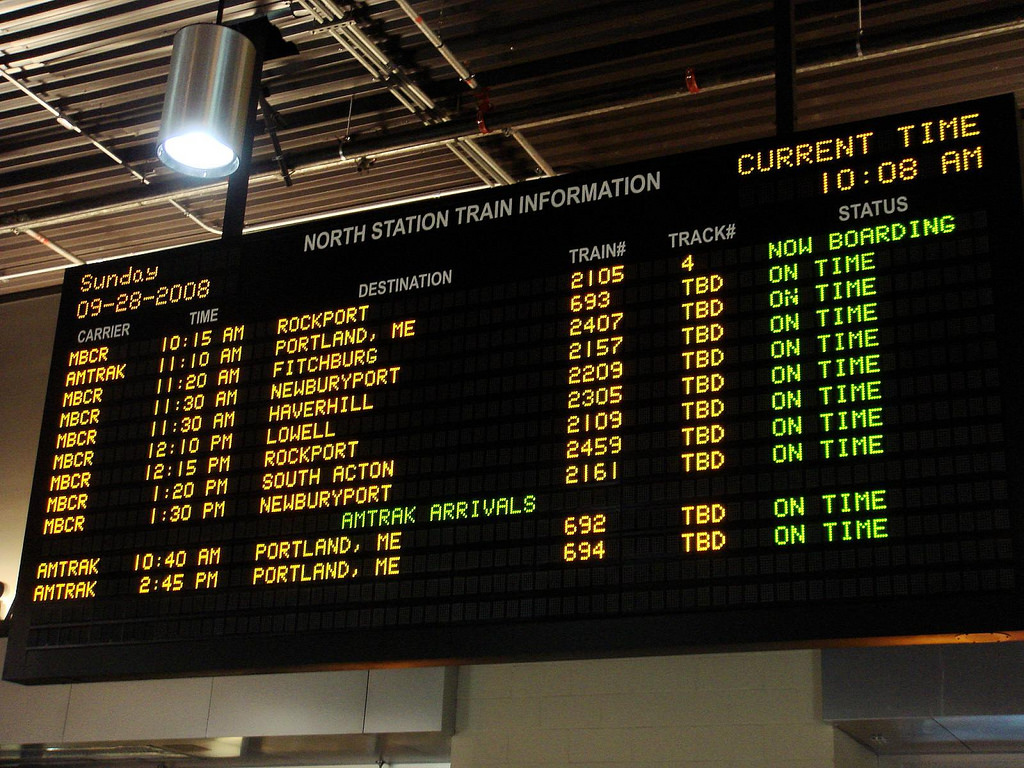 NORTH STATION TRAIN INFORMATION
CURRENT TIME
10:08 AM
Sunday
09-28-2008
CARRIER TIME DESTINATION TRAIN# TRACK# STATUS
MBCR 10:15 AM ROCKPORT 2105 4 NOW BOARDING
AMTRAK 11:10 AM PORTLAND, ME 693 TBD ON TIME
MBCR 11:20 AM FITCHBURG 2407 TBD ON TIME
MBCR 11:30 AM NEWBURYPORT 2157 TBD ON TIME
MBCR 11:30 AM HAVERHILL 2209 TBD ON TIME
MBCR 12:10 PM LOWELL 2305 TBD ON TIME
MBCR 12:15 PM ROCKPORT 2109 TBD ON TIME
MBCR 1:20 PM SOUTH ACTON 2459 TBD ON TIME
MBCR 1:30 PM NEWBURYPORT 2161 TBD ON TIME
AMTRAK ARRIVALS
AMTRAK 10:40 AM PORTLAND, ME 692 TBD ON TIME
AMTRAK 2:45 PM PORTLAND, ME 694 TBD ON TIME